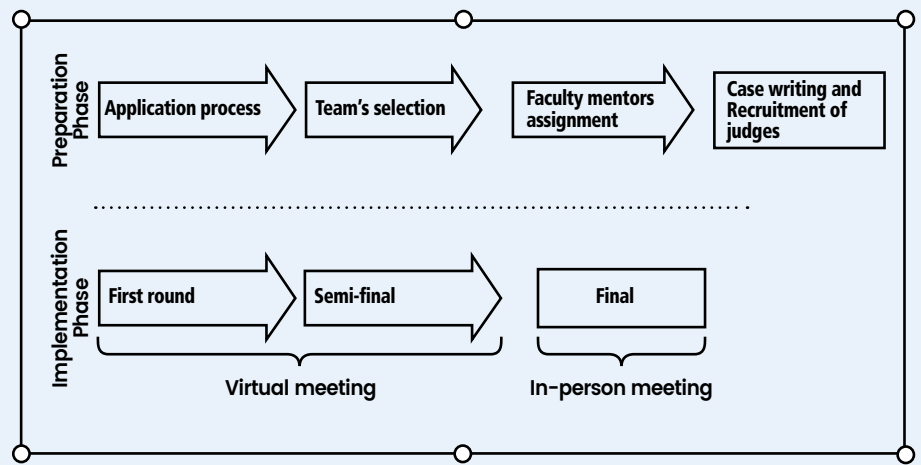 Preparation
Phase
Application process
Team's selection
Faculty mentors
assignment
Case writing and
Recruitment of
judges
Implementation
Phase
First round
Semi-final
Final
Virtual meeting
In-person meeting